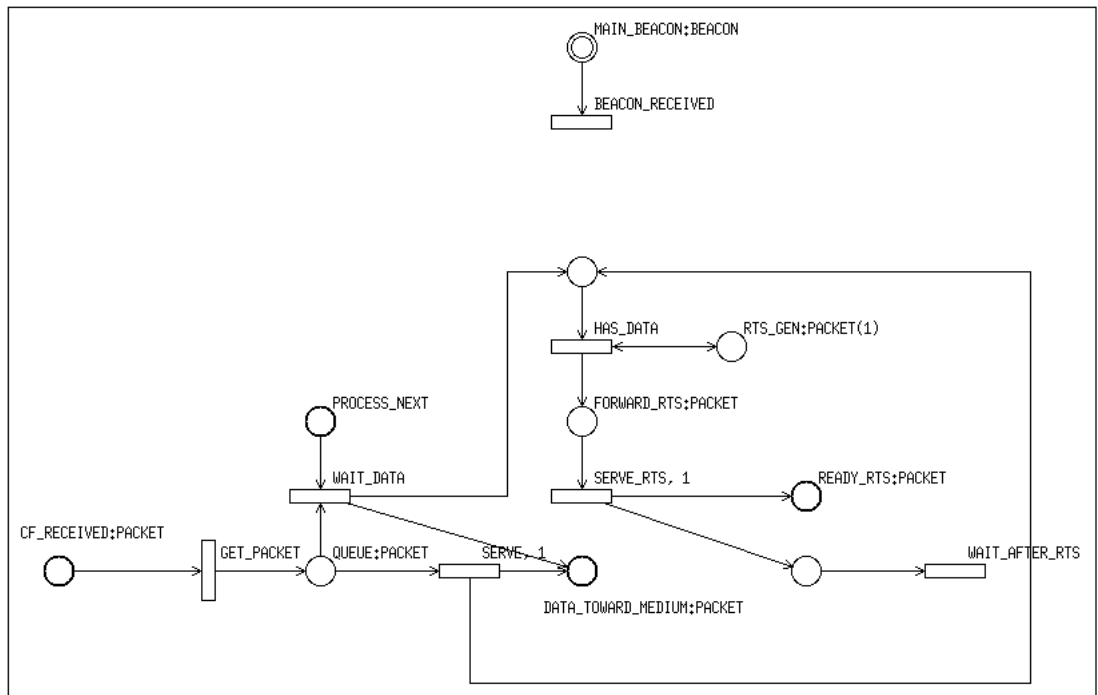 MAIN_BEACON:BEACON
BEACON_RECEIVED
HAS_DATA
RTS_GEN:PACKET(1)
PROCESS_NEXT
FORWARD_RTS:PACKET
WAIT_DATA
SERVE_RTS, 1
READY_RTS:PACKET
CF_RECEIVED:PACKET
GET_PACKET
QUEUE:PACKET
SERVE, 1
WAIT_AFTER_RTS
DATA_TOWARD_MEDIUM:PACKET